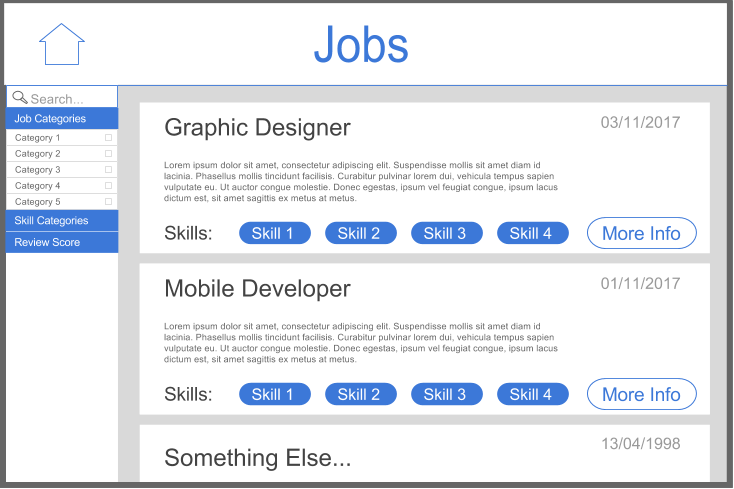 Jobs
Search...
Job Categories
Category 1
Category 2
Category 3
Category 4
Category 5
Skill Categories
Review Score
Graphic Designer
03/11/2017
Lorem ipsum dolor sit amet, consectetur adipiscing elit. Suspendisse mollis sit amet diam id
lacinia. Phasellus mollis tincidunt facilisis. Curabitur pulvinar lorem dui, vehicula tempus sapien
vulputate eu. Ut auctor congue molestie. Donec egestas, ipsum vel feugiat congue, ipsum lacus
dictum est, sit amet sagittis ex metus at metus.
Skills: Skill 1 Skill 2 Skill 3 Skill 4 More Info
Mobile Developer
01/11/2017
Lorem ipsum dolor sit amet, consectetur adipiscing elit. Suspendisse mollis sit amet diam id
lacinia. Phasellus mollis tincidunt facilisis. Curabitur pulvinar lorem dui, vehicula tempus sapien
vulputate eu. Ut auctor congue molestie. Donec egestas, ipsum vel feugiat congue, ipsum lacus
dictum est, sit amet sagittis ex metus at metus.
Skills: Skill 1 Skill 2 Skill 3 Skill 4 More Info
13/04/1998
Something Else...